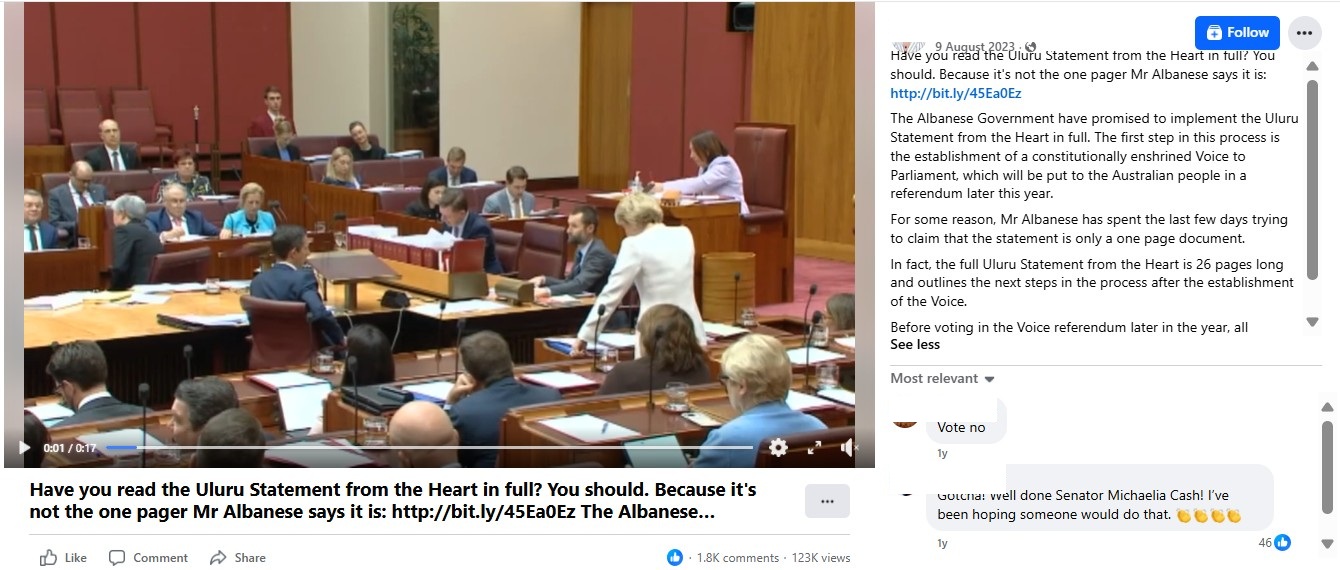 0:01 / 0:17
Have you read the Uluru Statement from the Heart in full? You should. Because it's
not the one pager Mr Albanese says it is: http://bit.ly/45Ea0Ez The Albanese...
Like
Comment
Share
· 1.8K comments · 123K views
Follow
9 August 2023 ·
Have you read the Uluru Statement from the Heart in full? You
should. Because it's not the one pager Mr Albanese says it is:
http://bit.ly/45Ea0Ez
The Albanese Government have promised to implement the Uluru
Statement from the Heart in full. The first step in this process is
the establishment of a constitutionally enshrined Voice to
Parliament, which will be put to the Australian people in a
referendum later this year.
For some reason, Mr Albanese has spent the last few days trying
to claim that the statement is only a one page document.
In fact, the full Uluru Statement from the Heart is 26 pages long
and outlines the next steps in the process after the establishment
of the Voice.
Before voting in the Voice referendum later in the year, all
See less
Most relevant
Vote no
1y
Gotcha! Well done Senator Michaelia Cash! I've
been hoping someone would do that. 👏👏👏👏
1y
46